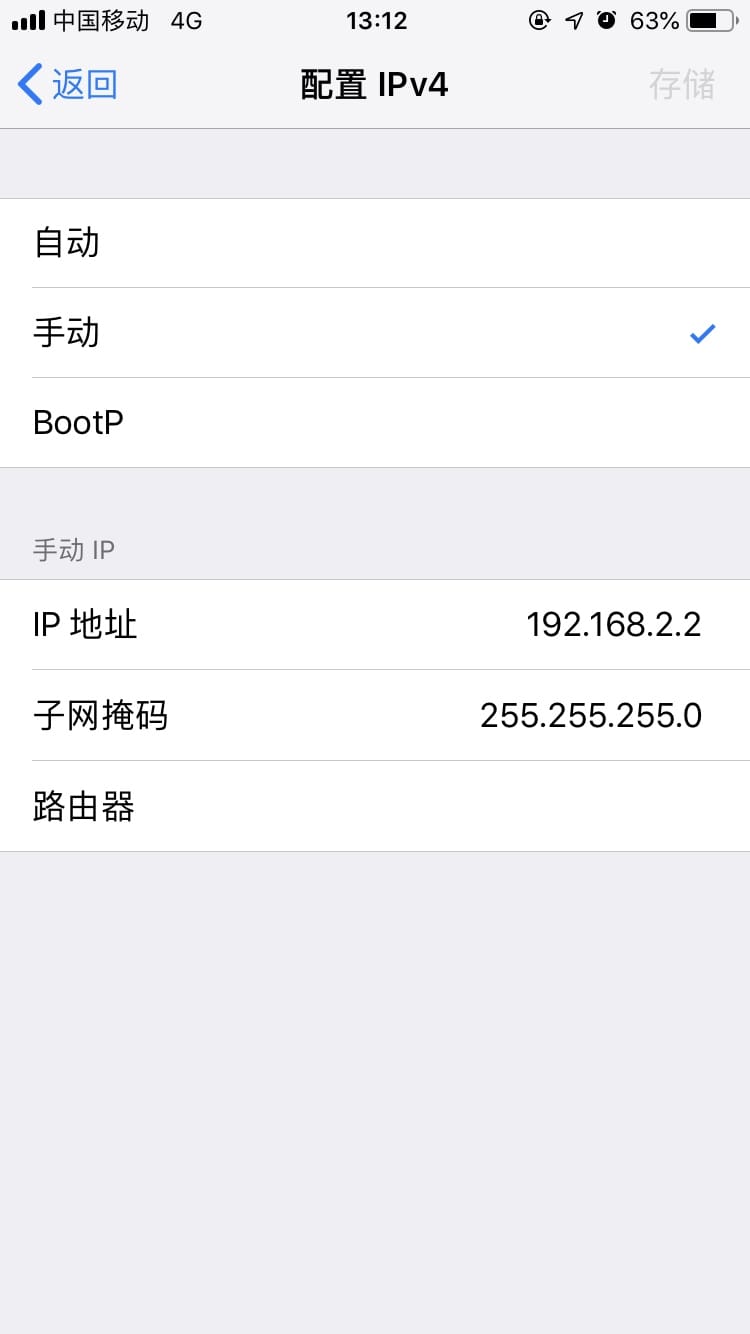 中国移动 4G 13:12 63%
返回 配置 IPv4 存储
自动
手动
BootP
手动 IP
IP 地址 192.168.2.2
子网掩码 255.255.255.0
路由器